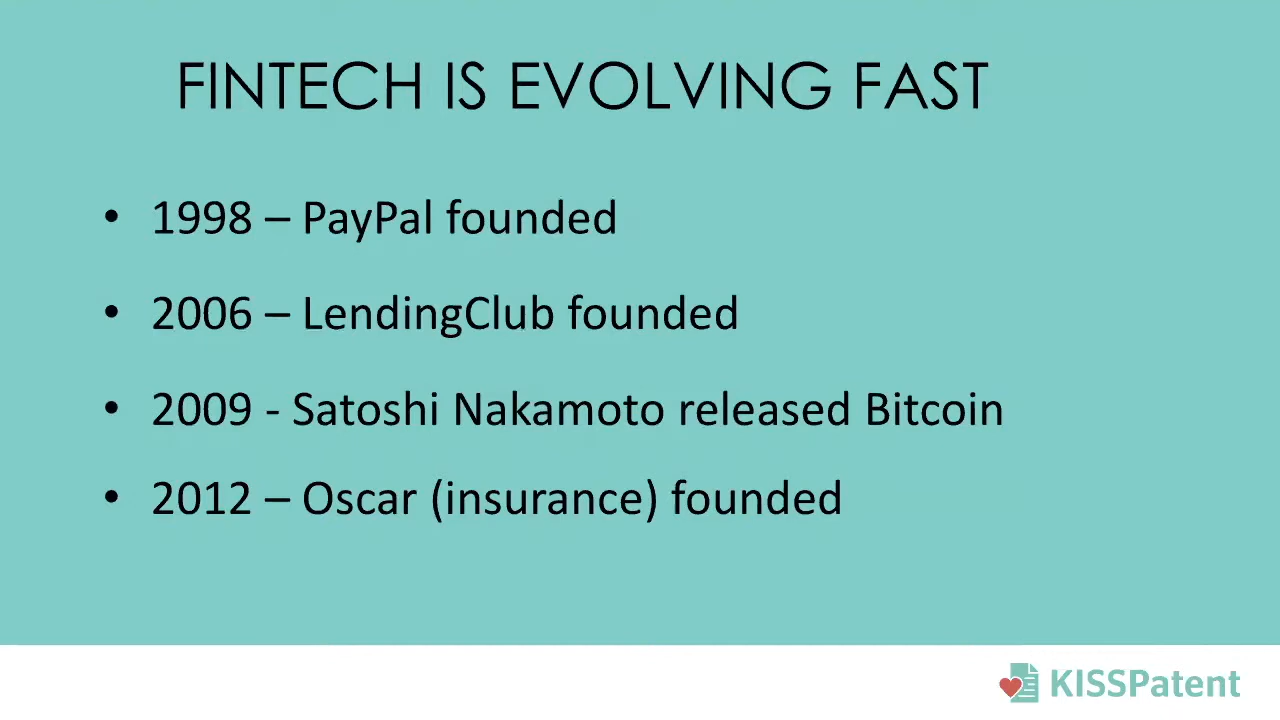 FINTECH IS EVOLVING FAST
• 1998 – PayPal founded
• 2006 – LendingClub founded
• 2009 - Satoshi Nakamoto released Bitcoin
• 2012 – Oscar (insurance) founded
KISSPatent